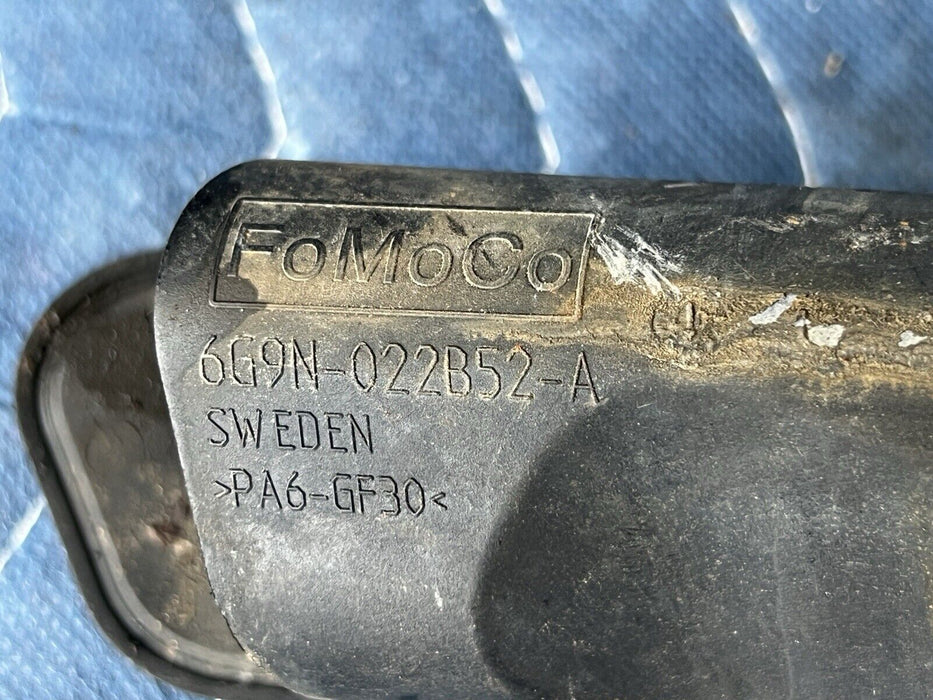 FoMoCo
6G9N-022B52-A
SWEDEN
>PA6-GF30<